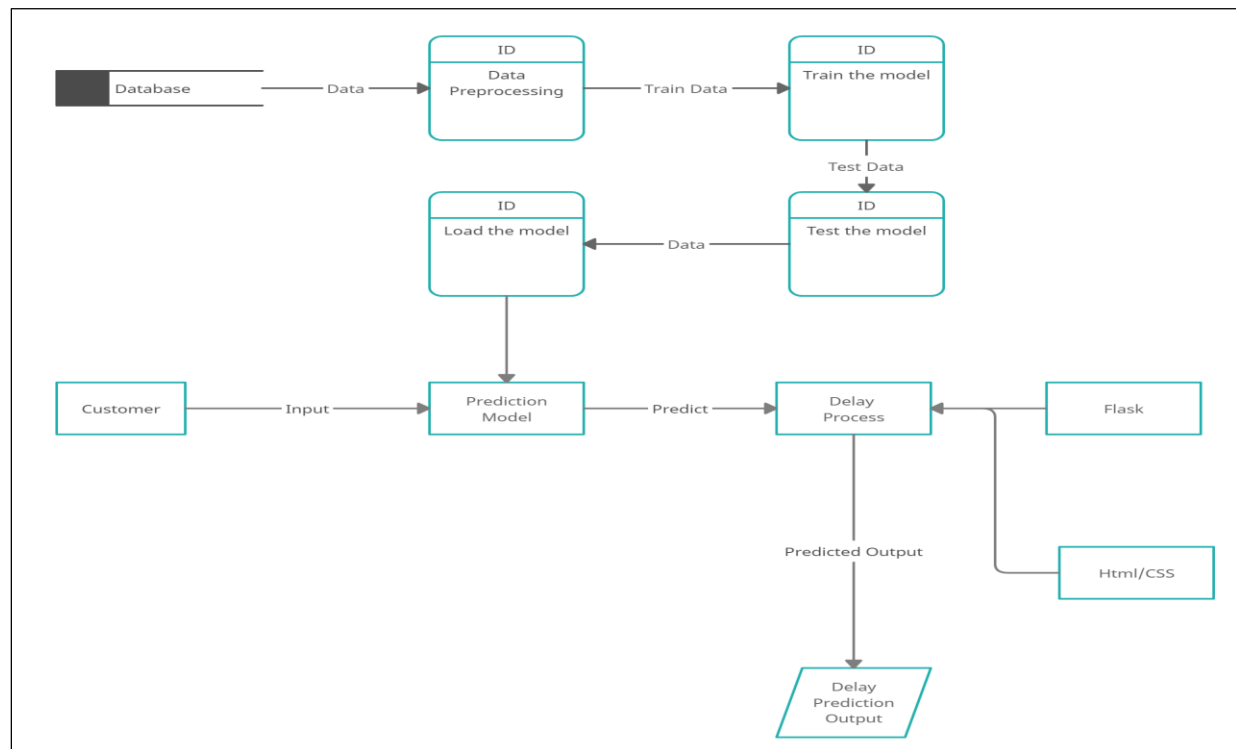 ID
Database
Data
Data
Preprocessing
Train Data
ID
Train the model
Test Data
ID
Load the model
Data
ID
Test the model
Customer
Input
Prediction
Model
Predict
Delay
Process
Flask
Predicted Output
Html/CSS
Delay
Prediction
Output